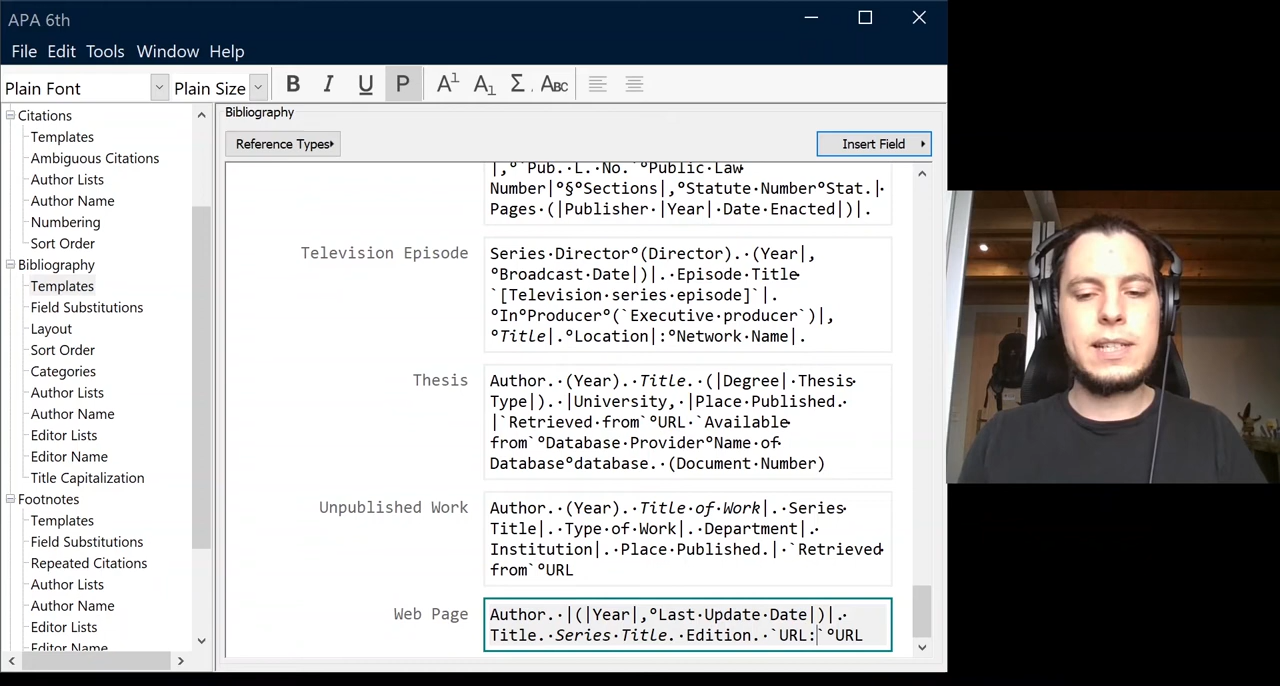 APA 6th
File Edit Tools Window Help
Plain Font Plain Size B I U P A1 A1 Σ ABC
Citations
Templates
Ambiguous Citations
Author Lists
Author Name
Numbering
Sort Order
Bibliography
Templates
Field Substitutions
Layout
Sort Order
Categories
Author Lists
Author Name
Editor Lists
Editor Name
Title Capitalization
Footnotes
Templates
Field Substitutions
Repeated Citations
Author Lists
Author Name
Editor Lists
Editor Name
Bibliography
Reference Types Insert Field
|,°`Pub.·L.·No.`°Public·Law·
Number|°§°Sections|,°Statute·Number°Stat.|·
Pages·(|Publisher·|Year|·Date·Enacted|)|.
Television Episode
Series·Director°(Director).·(Year|,
°Broadcast·Date|)|.·Episode·Title·
`[Television·series·episode]`|.
°In°Producer°(`Executive·producer`)|,
°Title|.°Location|:°Network·Name|.
Thesis
Author.·(Year).·Title.·(|Degree|·Thesis·
Type|).·|University,·|Place·Published.·
|`Retrieved·from`°URL·`Available·
from`°Database·Provider°Name·of·
Database°database.·(Document·Number)
Unpublished Work
Author.·(Year).·Title·of·Work|.·Series·
Title|.·Type·of·Work|.·Department|.·
Institution|.·Place·Published.|·`Retrieved·
from`°URL
Web Page
Author.·|(|Year|,°Last·Update·Date|)|.·
Title.·Series·Title.·Edition.·`URL:`°URL